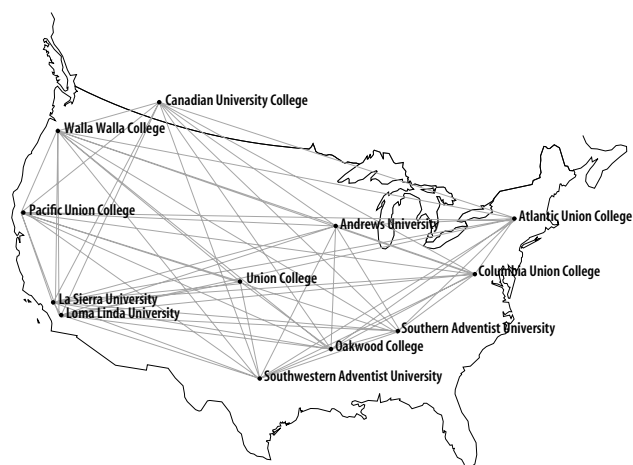 Canadian University College
Walla Walla College
Pacific Union College
Atlantic Union College
Andrews University
Columbia Union College
Union College
La Sierra University
Loma Linda University
Southern Adventist University
Oakwood College
Southwestern Adventist University